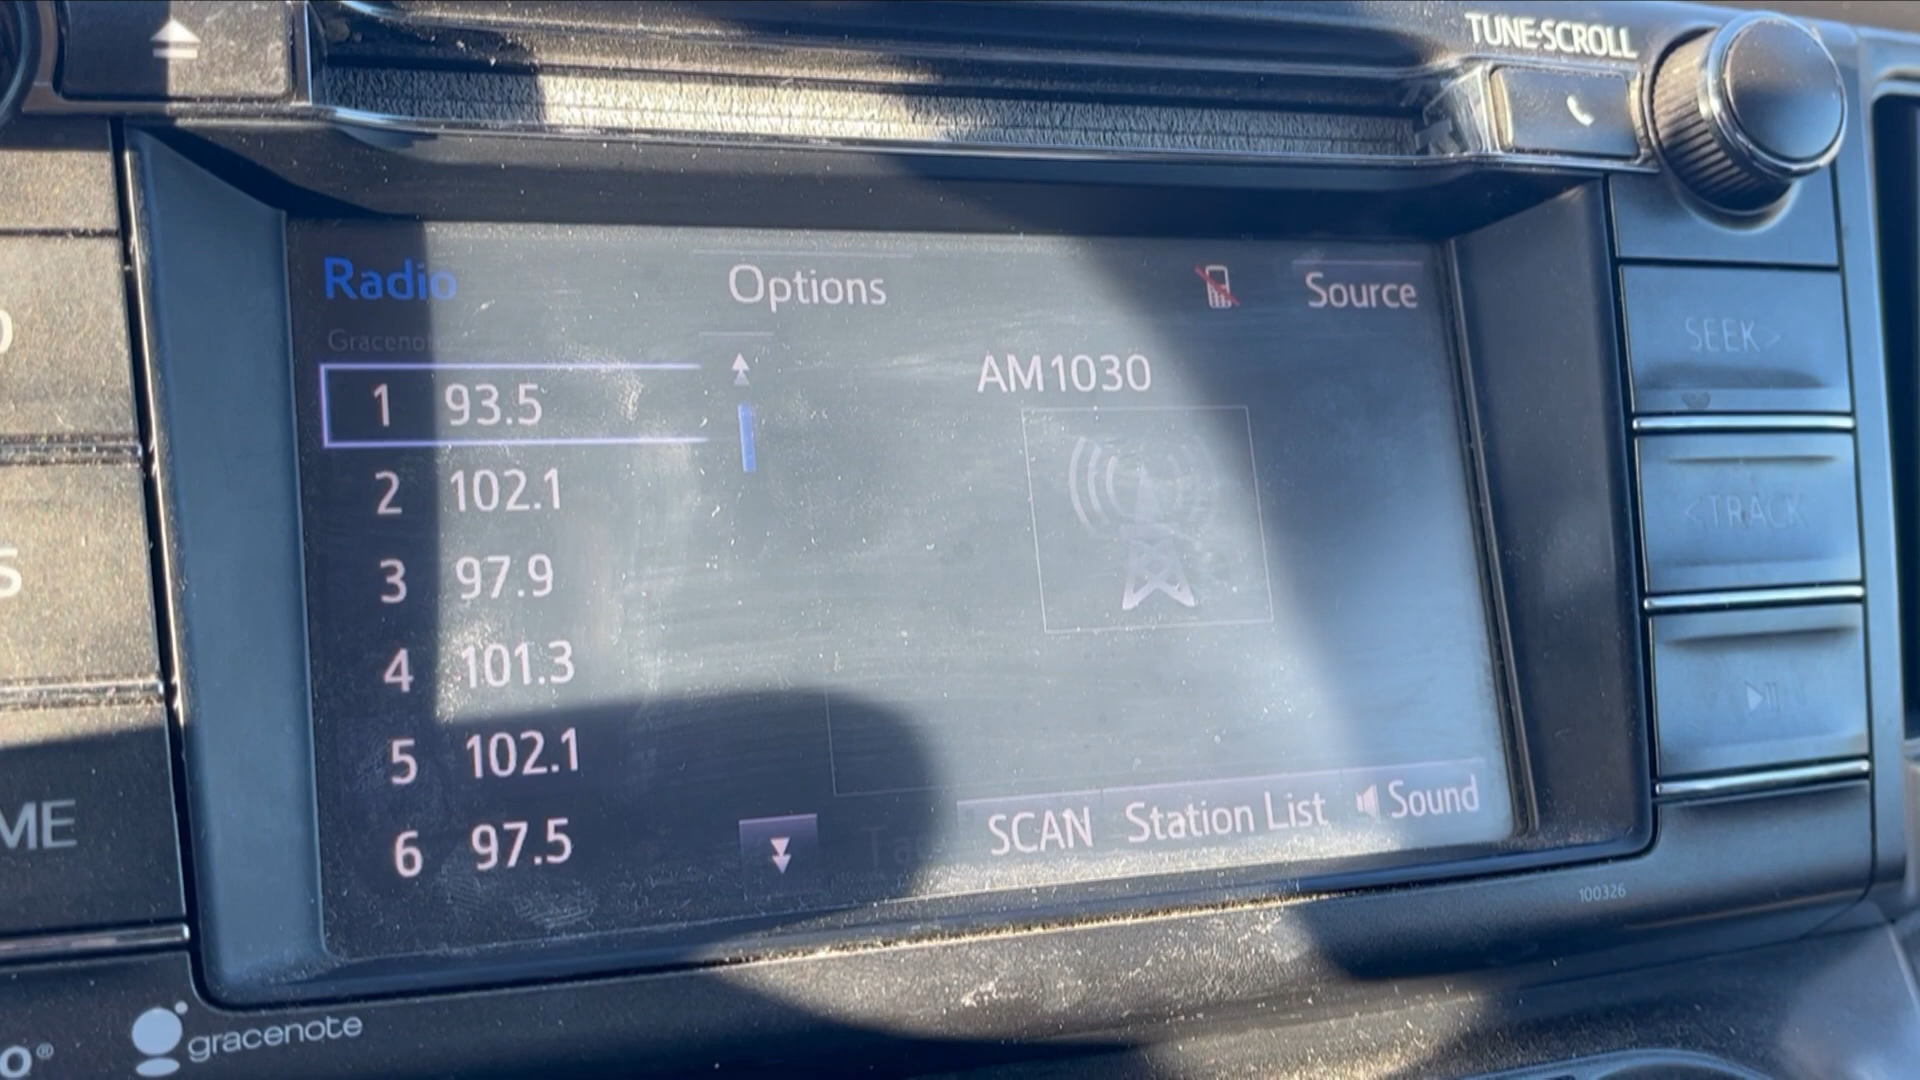 TUNE·SCROLL
Radio
Options
Source
Gracenote
AM1030
1 93.5
2 102.1
3 97.9
4 101.3
5 102.1
6 97.5
SCAN
Station List
Sound
SEEK>
<TRACK
100326
gracenote